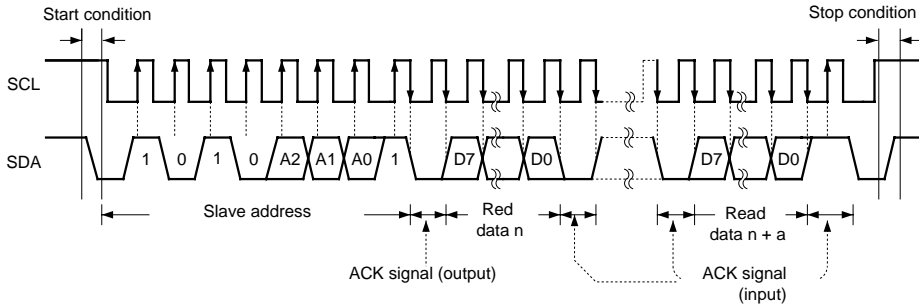 Start condition
Stop condition
SCL
SDA
1 0 1 0 A2 A1 A0 1 D7 D0 D7 D0
Slave address
Red
data n
Read
data n + a
ACK signal (output)
ACK signal
(input)